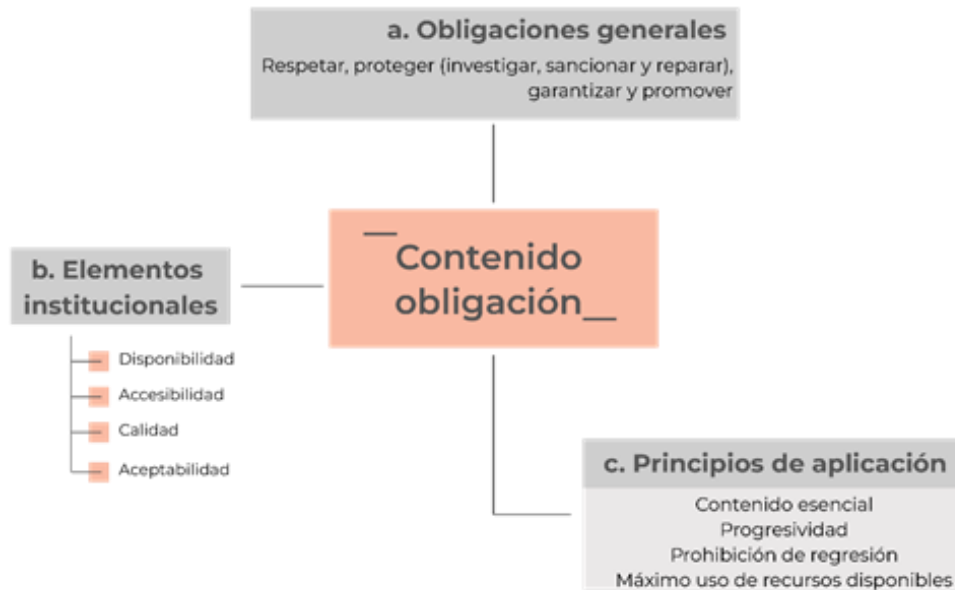 a. Obligaciones generales
Respetar, proteger (investigar, sancionar y reparar),
garantizar y promover
Contenido
obligación
b. Elementos
institucionales
Disponibilidad
Accesibilidad
Calidad
Aceptabilidad
c. Principios de aplicación
Contenido esencial
Progresividad
Prohibición de regresión
Máximo uso de recursos disponibles